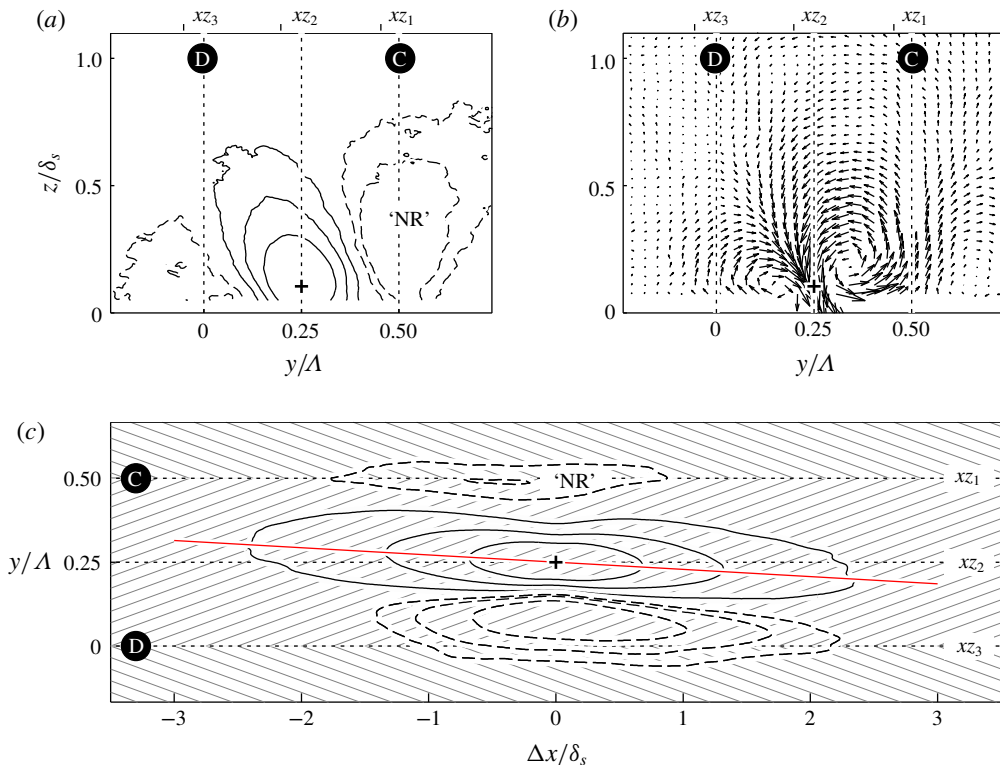 (a) xz₃ xz₂ xz₁
D C
1.0
0.5
0
z/δₛ
'NR'
0 0.25 0.50
y/Λ
(b) xz₃ xz₂ xz₁
D C
1.0
0.5
0
0 0.25 0.50
y/Λ
(c)
C 0.50 'NR' xz₁
y/Λ 0.25 xz₂
D 0 xz₃
−3 −2 −1 0 1 2 3
Δx/δₛ